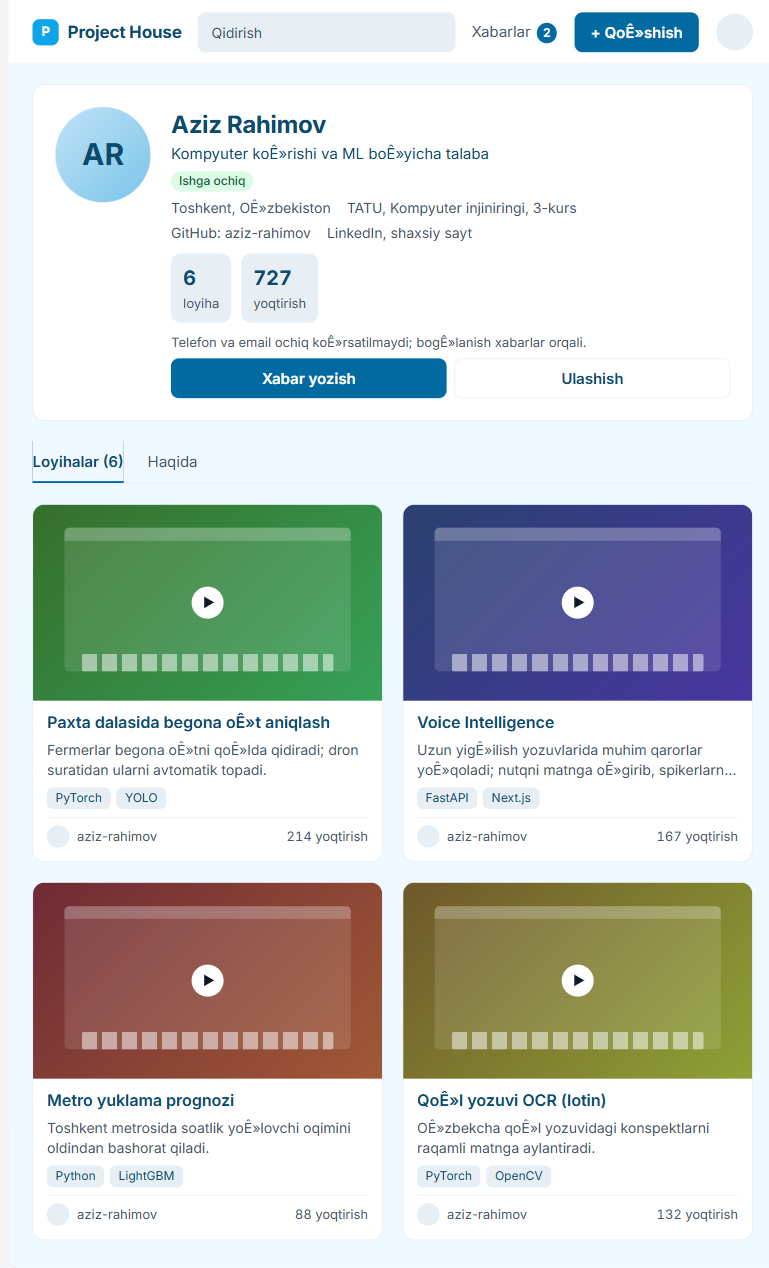 P Project House Qidirish Xabarlar 2 + QoÊ»shish
AR
Aziz Rahimov
Kompyuter koÊ»rishi va ML boÊ»yicha talaba
Ishga ochiq
Toshkent, OÊ»zbekiston TATU, Kompyuter injiniringi, 3-kurs
GitHub: aziz-rahimov LinkedIn, shaxsiy sayt
6 727
loyiha yoqtirish
Telefon va email ochiq koÊ»rsatilmaydi; bogÊ»lanish xabarlar orqali.
Xabar yozish Ulashish
Loyihalar (6) Haqida
Paxta dalasida begona oÊ»t aniqlash
Fermerlar begona oÊ»tni qoÊ»lda qidiradi; dron
suratidan ularni avtomatik topadi.
PyTorch YOLO
aziz-rahimov 214 yoqtirish
Voice Intelligence
Uzun yigÊ»ilish yozuvlarida muhim qarorlar
yoÊ»qoladi; nutqni matnga oÊ»girib, spikerlarn...
FastAPI Next.js
aziz-rahimov 167 yoqtirish
Metro yuklama prognozi
Toshkent metrosida soatlik yoÊ»lovchi oqimini
oldindan bashorat qiladi.
Python LightGBM
aziz-rahimov 88 yoqtirish
QoÊ»l yozuvi OCR (lotin)
OÊ»zbekcha qoÊ»l yozuvidagi konspektlarni
raqamli matnga aylantiradi.
PyTorch OpenCV
aziz-rahimov 132 yoqtirish